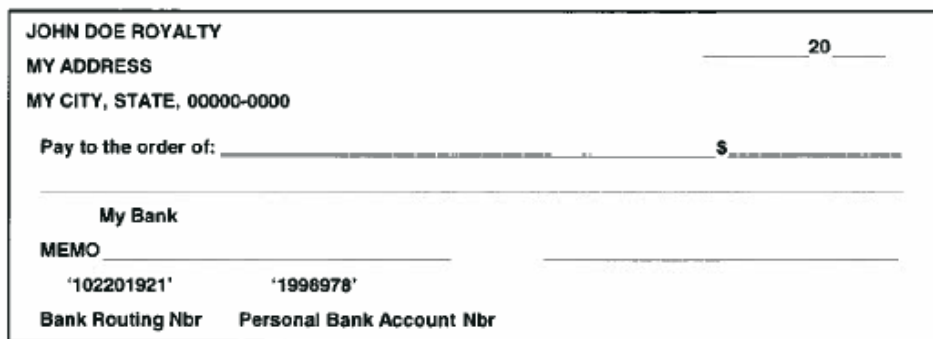 JOHN DOE ROYALTY
20
MY ADDRESS
MY CITY, STATE, 00000-0000
Pay to the order of: $
My Bank
MEMO
'102201921' '1998978'
Bank Routing Nbr Personal Bank Account Nbr